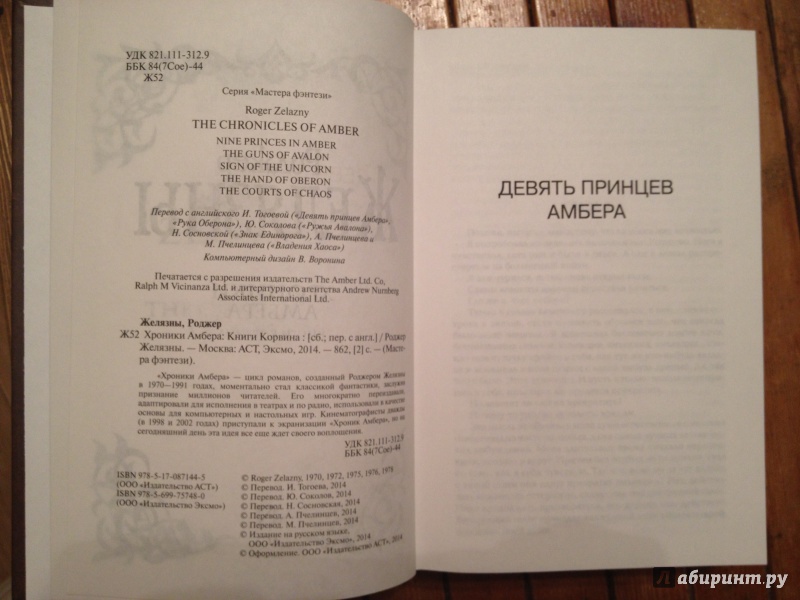 УДК 821.111-312.9
ББК 84(7Сое)-44
Ж52
Серия «Мастера фэнтези»
Roger Zelazny
THE CHRONICLES OF AMBER
NINE PRINCES IN AMBER
THE GUNS OF AVALON
SIGN OF THE UNICORN
THE HAND OF OBERON
THE COURTS OF CHAOS
Перевод с английского И. Тогоевой («Девять принцев Амбера»,
«Рука Оберона»), Ю. Соколова («Ружья Авалона»),
Н. Сосновской («Знак Единорога»), А. Пчелинцева и
М. Пчелинцева («Владения Хаоса»)
Компьютерный дизайн В. Воронина
Печатается с разрешения издательств The Amber Ltd. Co,
Ralph M Vicinanza Ltd. и литературного агентства Andrew Nurnberg
Associates International Ltd.
Желязны, Роджер
Ж52 Хроники Амбера: Книги Корвина : [сб.; пер. с англ.] / Роджер
Желязны. — Москва: АСТ, Эксмо, 2014. — 862, [2] с. — (Масте-
ра фэнтези).
«Хроники Амбера» — цикл романов, созданный Роджером Желязны
в 1970—1991 годах, моментально стал классикой фантастики, заслужив
признание миллионов читателей. Его многократно переиздавали,
адаптировали для исполнения в театрах и по радио, использовали в качестве
основы для компьютерных и настольных игр. Кинематографисты дважды
(в 1998 и 2002 годах) приступали к экранизации «Хроник Амбера», но на
сегодняшний день эта идея все еще ждет своего воплощения.
УДК 821.111-312.9
ББК 84(7Сое)-44
ISBN 978-5-17-087144-5
(ООО «Издательство АСТ»)
ISBN 978-5-699-75748-0
(ООО «Издательство Эксмо»)
© Roger Zelazny, 1970, 1972, 1975, 1976, 1978
© Перевод. И. Тогоева, 2014
© Перевод. Ю. Соколов, 2014
© Перевод. Н. Сосновская, 2014
© Перевод. А. Пчелинцев, 2014
© Перевод. М. Пчелинцев, 2014
© Издание на русском языке.
ООО «Издательство Эксмо», 2014
© Оформление. ООО «Издательство АСТ», 2014
ДЕВЯТЬ ПРИНЦЕВ
АМБЕРА
Лабиринт.ру